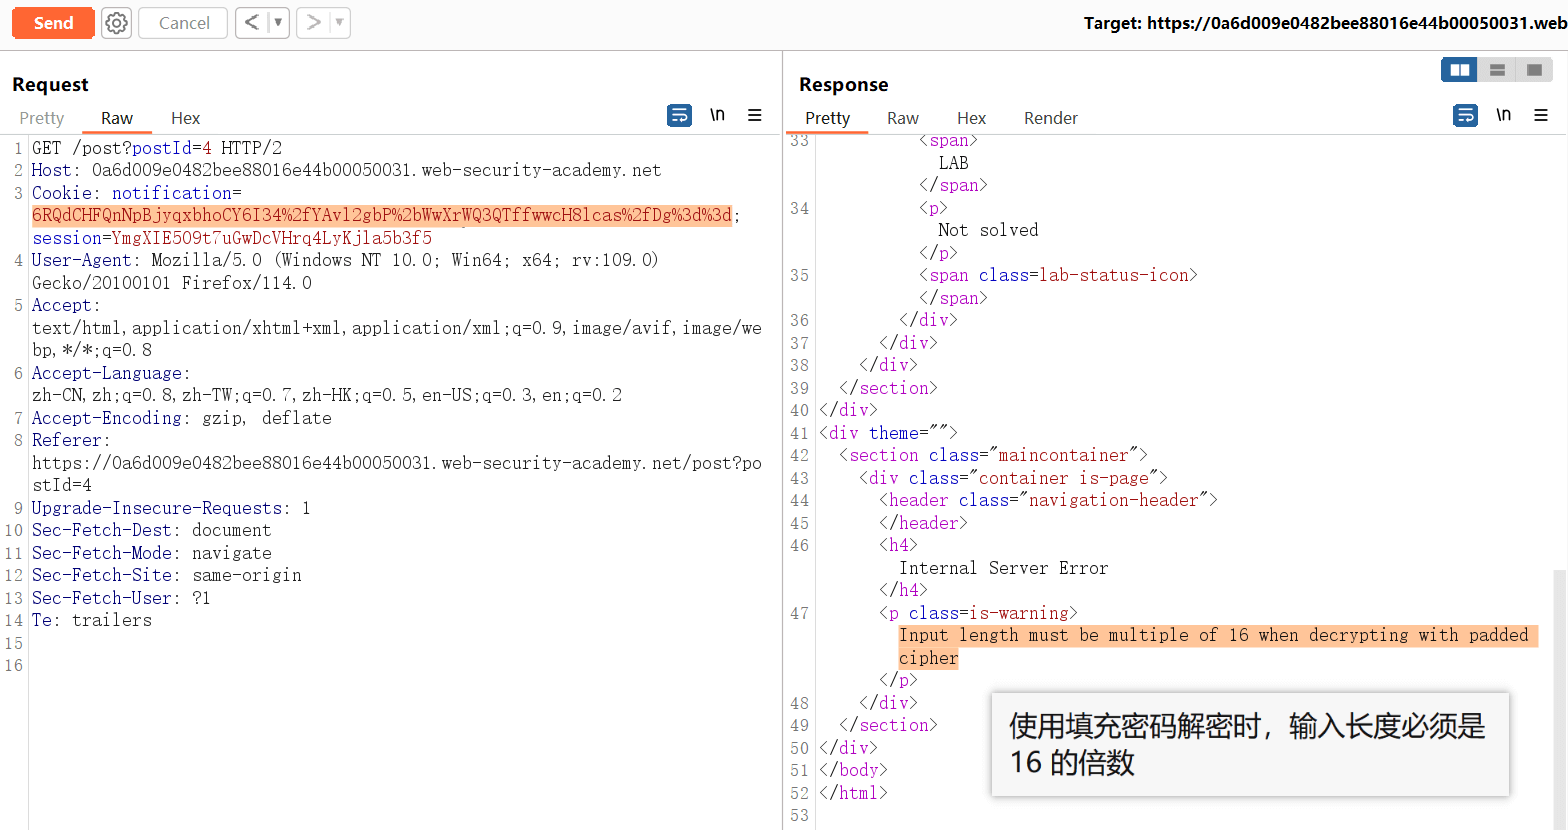 Send
Cancel
< ▼
> ▼
Target: https://0a6d009e0482bee88016e44b00050031.web
Request
Pretty Raw Hex
\n
1 GET /post?postId=4 HTTP/2
2 Host: 0a6d009e0482bee88016e44b00050031.web-security-academy.net
3 Cookie: notification=
6RQdCHFQnNpBjyqxbhoCY6I34%2fYAvl2gbP%2bWwXrWQ3QTffwwcH8lcas%2fDg%3d%3d;
session=YmgXIE5O9t7uGwDcVHrq4LyKjla5b3f5
4 User-Agent: Mozilla/5.0 (Windows NT 10.0; Win64; x64; rv:109.0)
Gecko/20100101 Firefox/114.0
5 Accept:
text/html,application/xhtml+xml,application/xml;q=0.9,image/avif,image/we
bp,*/*;q=0.8
6 Accept-Language:
zh-CN,zh;q=0.8,zh-TW;q=0.7,zh-HK;q=0.5,en-US;q=0.3,en;q=0.2
7 Accept-Encoding: gzip, deflate
8 Referer:
https://0a6d009e0482bee88016e44b00050031.web-security-academy.net/post?po
stId=4
9 Upgrade-Insecure-Requests: 1
10 Sec-Fetch-Dest: document
11 Sec-Fetch-Mode: navigate
12 Sec-Fetch-Site: same-origin
13 Sec-Fetch-User: ?1
14 Te: trailers
15
16
Response
Pretty Raw Hex Render
\n
33 <span>
LAB
</span>
34 <p>
Not solved
</p>
35 <span class=lab-status-icon>
</span>
36 </div>
37 </div>
38 </div>
39 </section>
40 </div>
41 <div theme="">
42 <section class="maincontainer">
43 <div class="container is-page">
44 <header class="navigation-header">
45 </header>
46 <h4>
Internal Server Error
</h4>
47 <p class=is-warning>
Input length must be multiple of 16 when decrypting with padded
cipher
</p>
48 </div>
49 </section>
50 </div>
51 </body>
52 </html>
53
使用填充密码解密时，输入长度必须是
16 的倍数